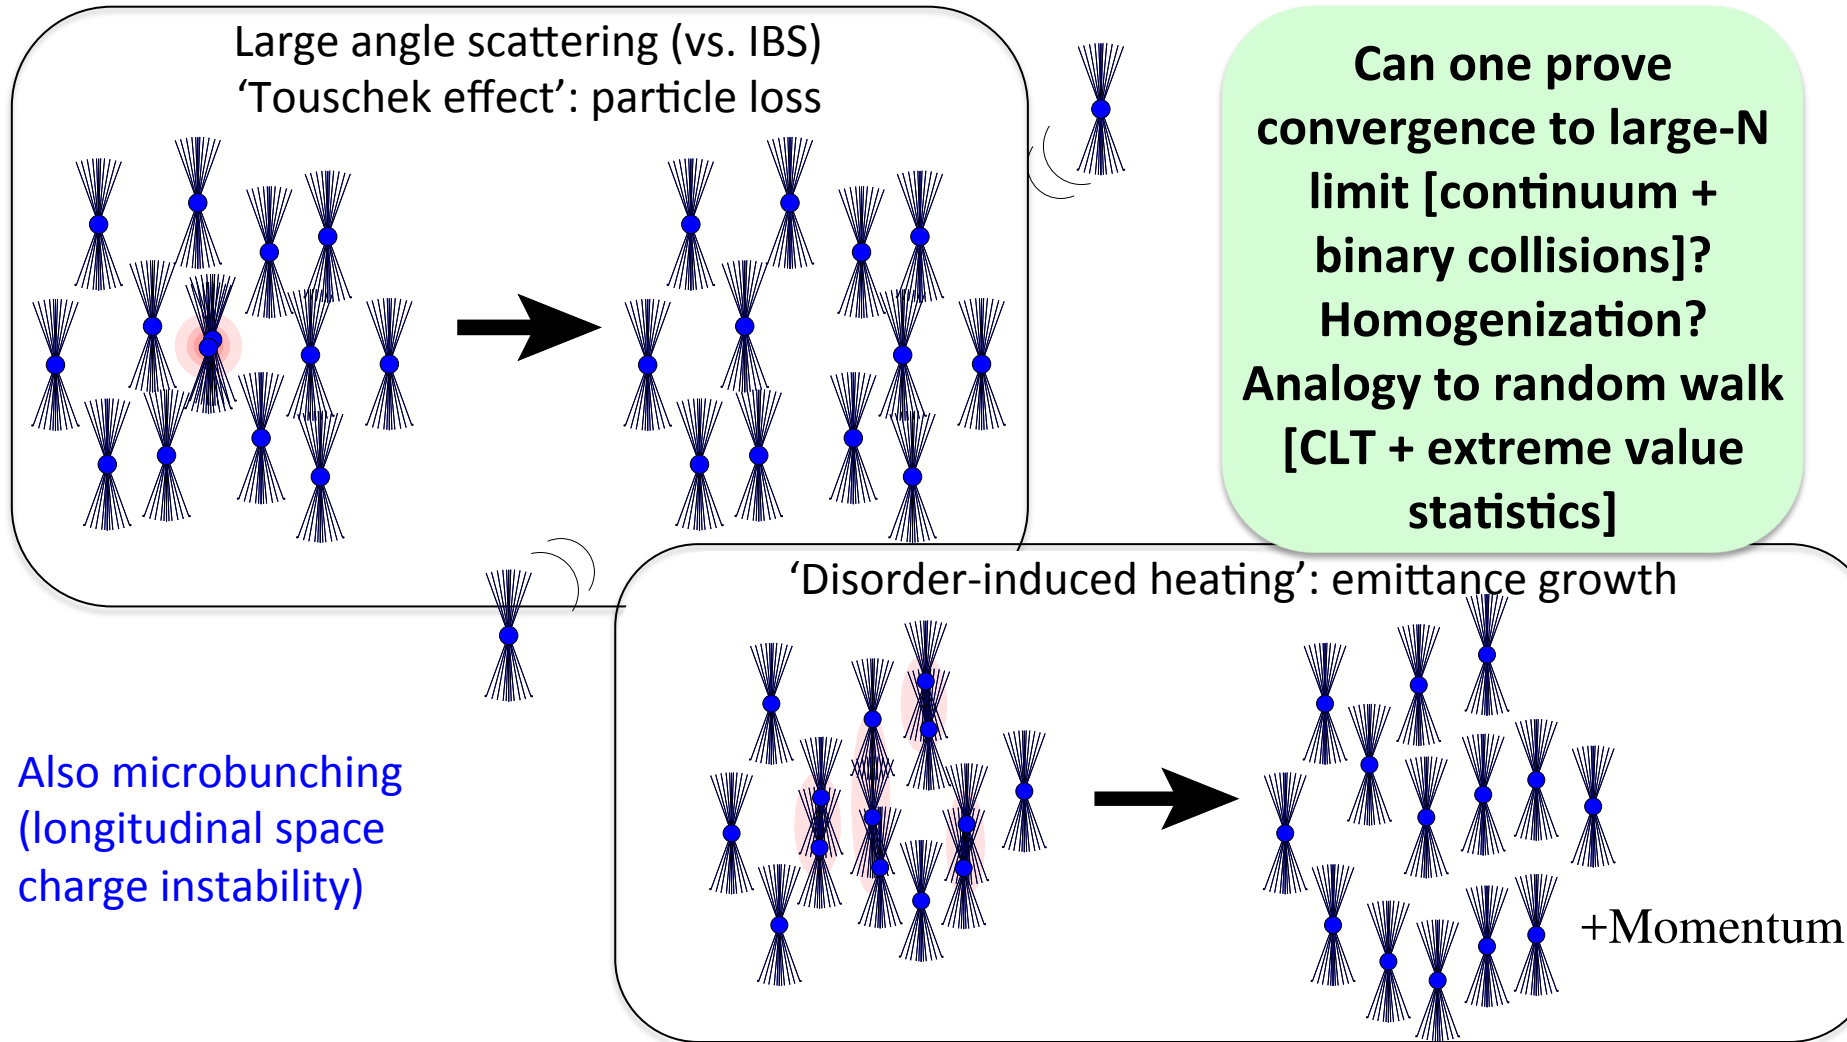 Large angle scattering (vs. IBS)
‘Touschek effect’: particle loss
Can one prove
convergence to large-N
limit [continuum +
binary collisions]?
Homogenization?
Analogy to random walk
[CLT + extreme value
statistics]
‘Disorder-induced heating’: emittance growth
Also microbunching
(longitudinal space
charge instability)
+Momentum